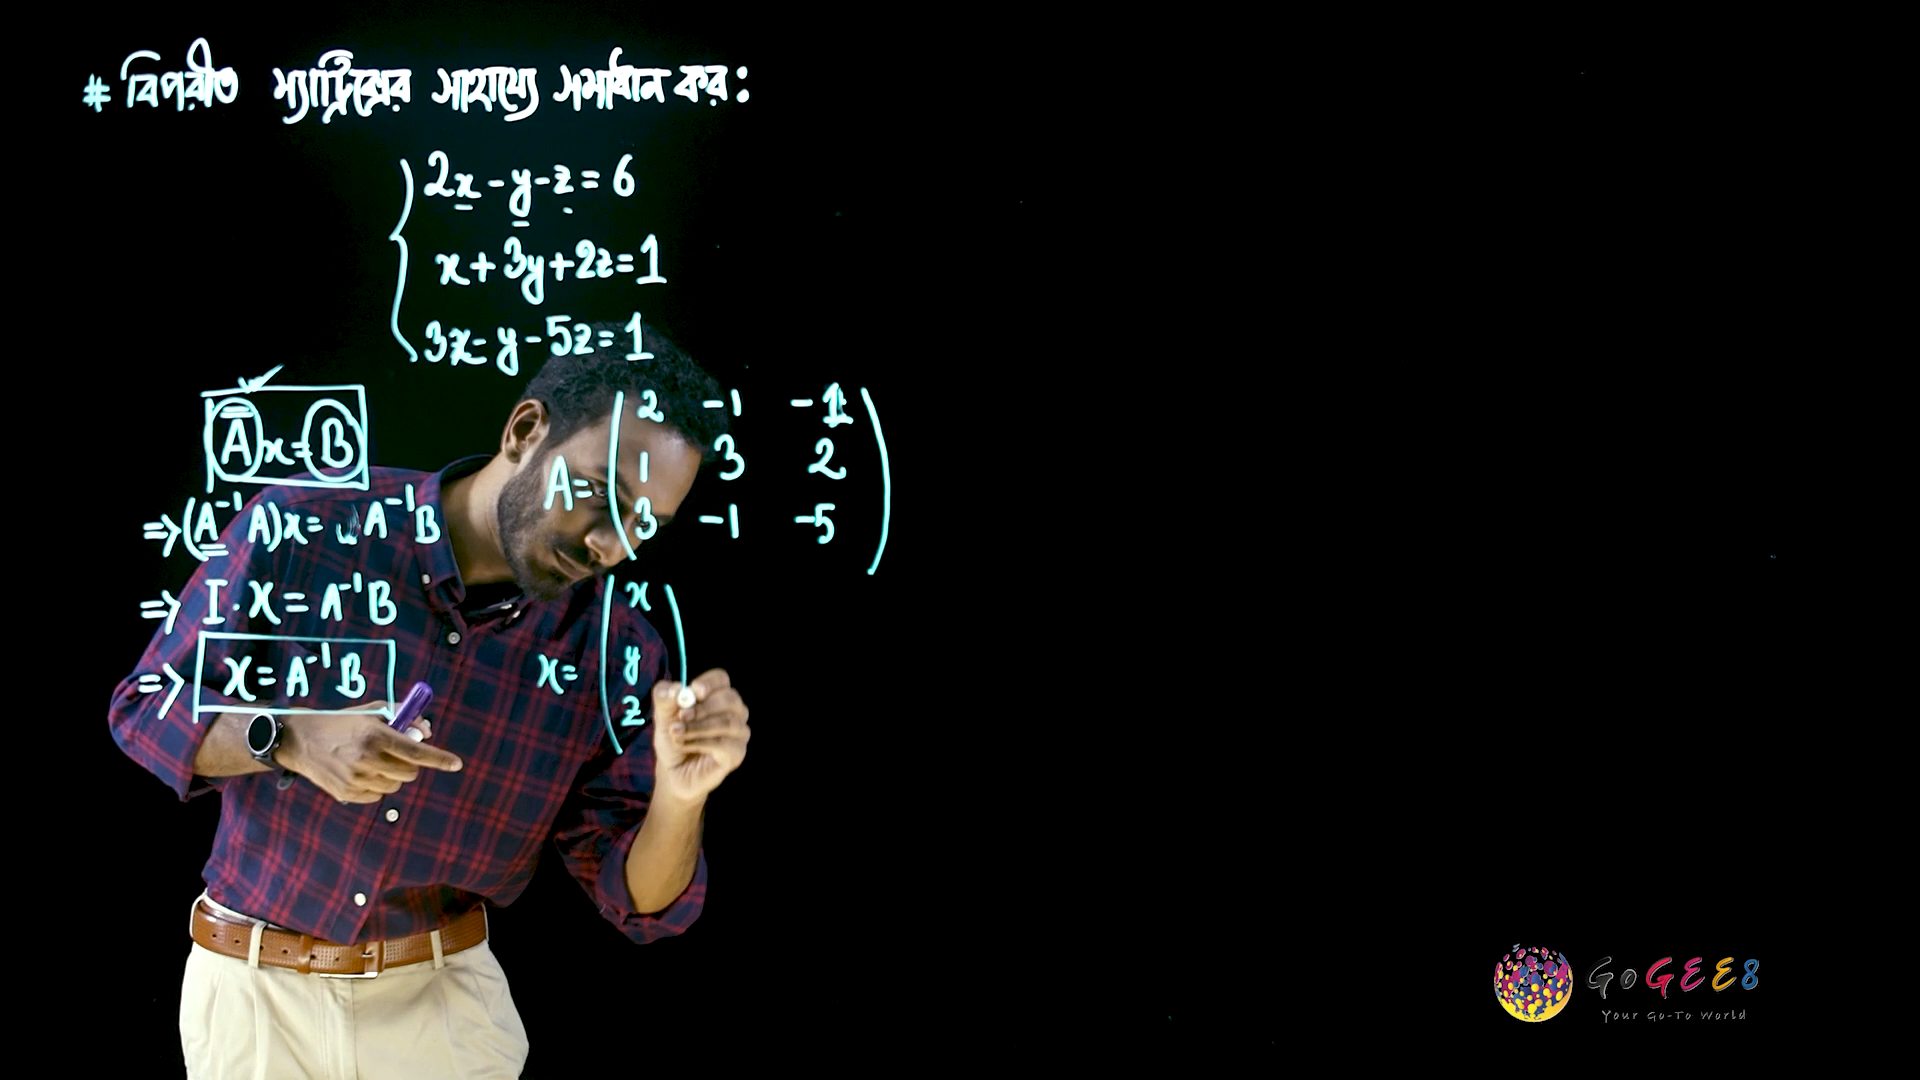 # বিপরীত ম্যাট্রিক্সের সাহায্যে সমাধান কর:
2x - y - z = 6
x + 3y + 2z = 1
3x - y - 5z = 1
Ax = B
⇒ (A⁻¹A)x = A⁻¹B
⇒ I · x = A⁻¹B
⇒ x = A⁻¹B
A = ( 2 -1 -1
1 3 2
3 -1 -5 )
x = ( x
y
z )
GoGEE8
Your Go-To World